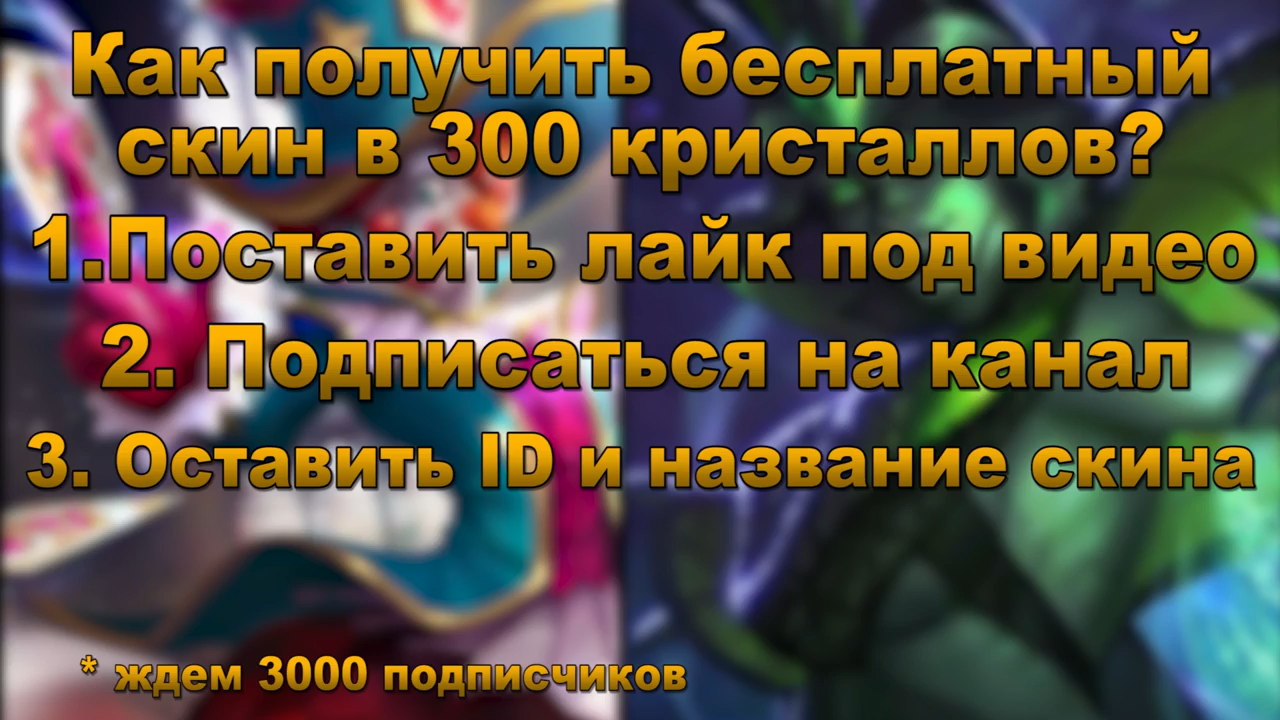 Как получить бесплатный
скин в 300 кристаллов?
1.Поставить лайк под видео
2. Подписаться на канал
3. Оставить ID и название скина
* ждем 3000 подписчиков